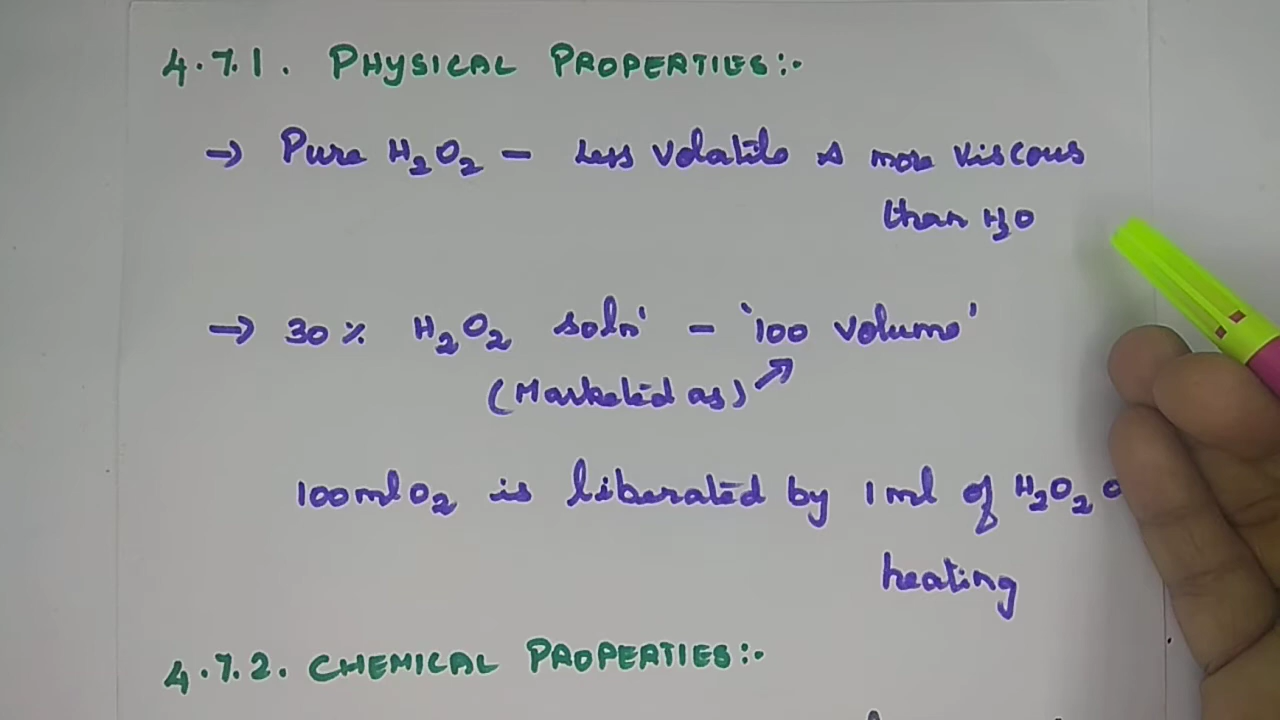 4.7.1. PHYSICAL PROPERTIES:-
→ Pure H₂O₂ - Less volatile & more viscous
than H₂O
→ 30% H₂O₂ soln' - '100 volume'
(Marketed as) ↗
100ml O₂ is liberated by 1ml of H₂O₂
heating
4.7.2. CHEMICAL PROPERTIES:-